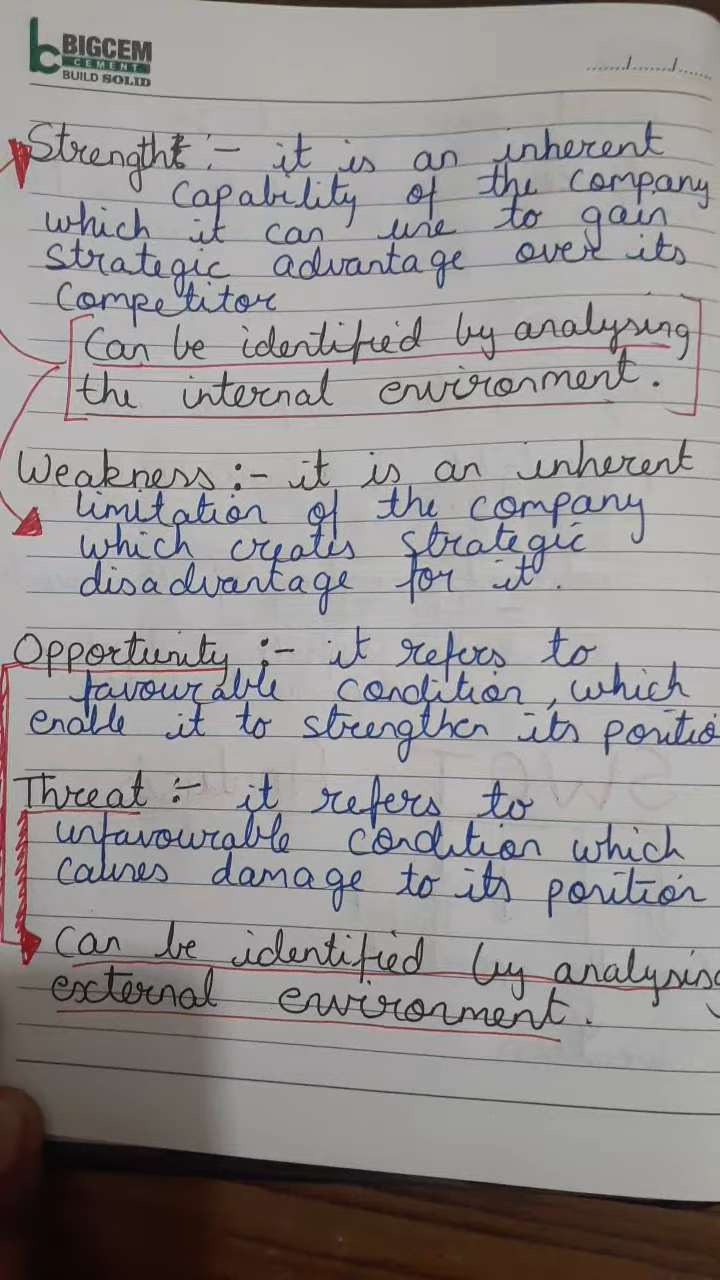 BIGCEM
CEMENT
BUILD SOLID
....../......./.......
Strength :- it is an inherent
capability of the company
which it can use to gain
strategic advantage over its
competitor
Can be identified by analysing
the internal environment.
Weakness :- it is an inherent
limitation of the company
which creates strategic
disadvantage for it.
Opportunity :- it refers to
favourable condition, which
enable it to strengthen its positio
Threat :- it refers to
unfavourable condition which
causes damage to its position
can be identified by analysing
external environment.